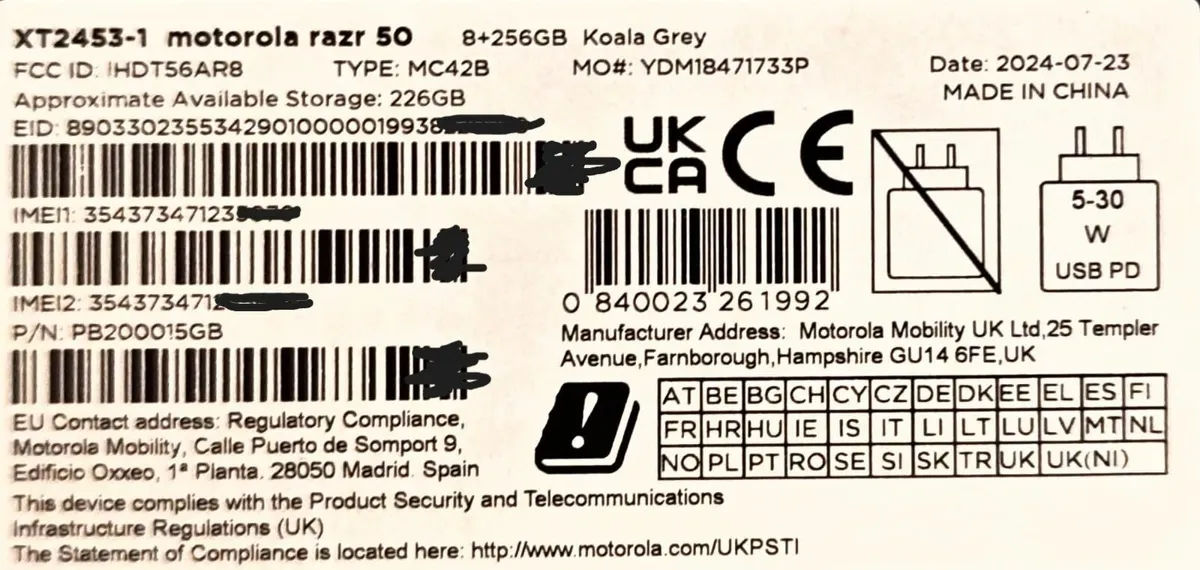 XT2453-1 motorola razr 50 8+256GB Koala Grey
FCC ID: IHDT56AR8 TYPE: MC42B MO#: YDM18471733P Date: 2024-07-23
MADE IN CHINA
Approximate Available Storage: 226GB
EID: 890330235534290100000019938
UK
CA CE
IMEI1: 35437347123
5-30
W
USB PD
IMEI2: 3543734712
0 840023 261992
P/N: PB200015GB
Manufacturer Address: Motorola Mobility UK Ltd,25 Templer
Avenue,Farnborough,Hampshire GU14 6FE,UK
AT BE BG CH CY CZ DE DK EE EL ES FI
FR HR HU IE IS IT LI LT LU LV MT NL
NO PL PT RO SE SI SK TR UK UK(NI)
EU Contact address: Regulatory Compliance,
Motorola Mobility, Calle Puerto de Somport 9,
Edificio Oxxeo, 1ª Planta. 28050 Madrid. Spain
This device complies with the Product Security and Telecommunications
Infrastructure Regulations (UK)
The Statement of Compliance is located here: http://www.motorola.com/UKPSTI